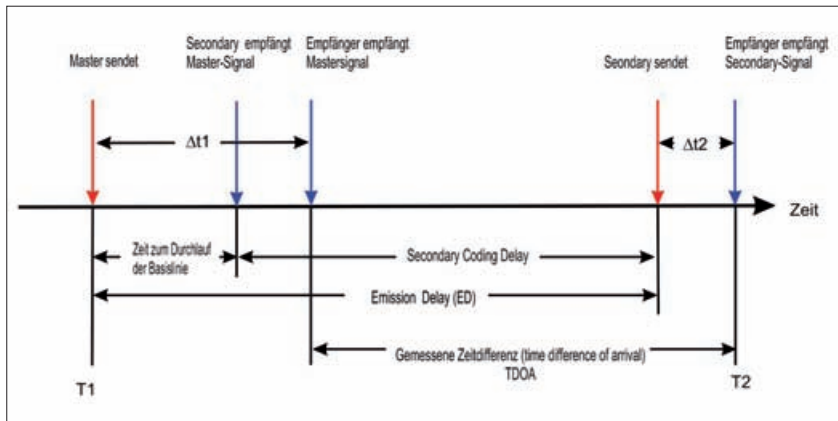 Master sendet
Secondary empfängt
Master-Signal
Empfänger empfängt
Mastersignal
Seondary sendet
Empfänger empfängt
Secondary-Signal
Δt1
Δt2
Zeit
Zeit zum Durchlauf
der Basislinie
Secondary Coding Delay
Emission Delay (ED)
Gemessene Zeitdifferenz (time difference of arrival)
TDOA
T1
T2